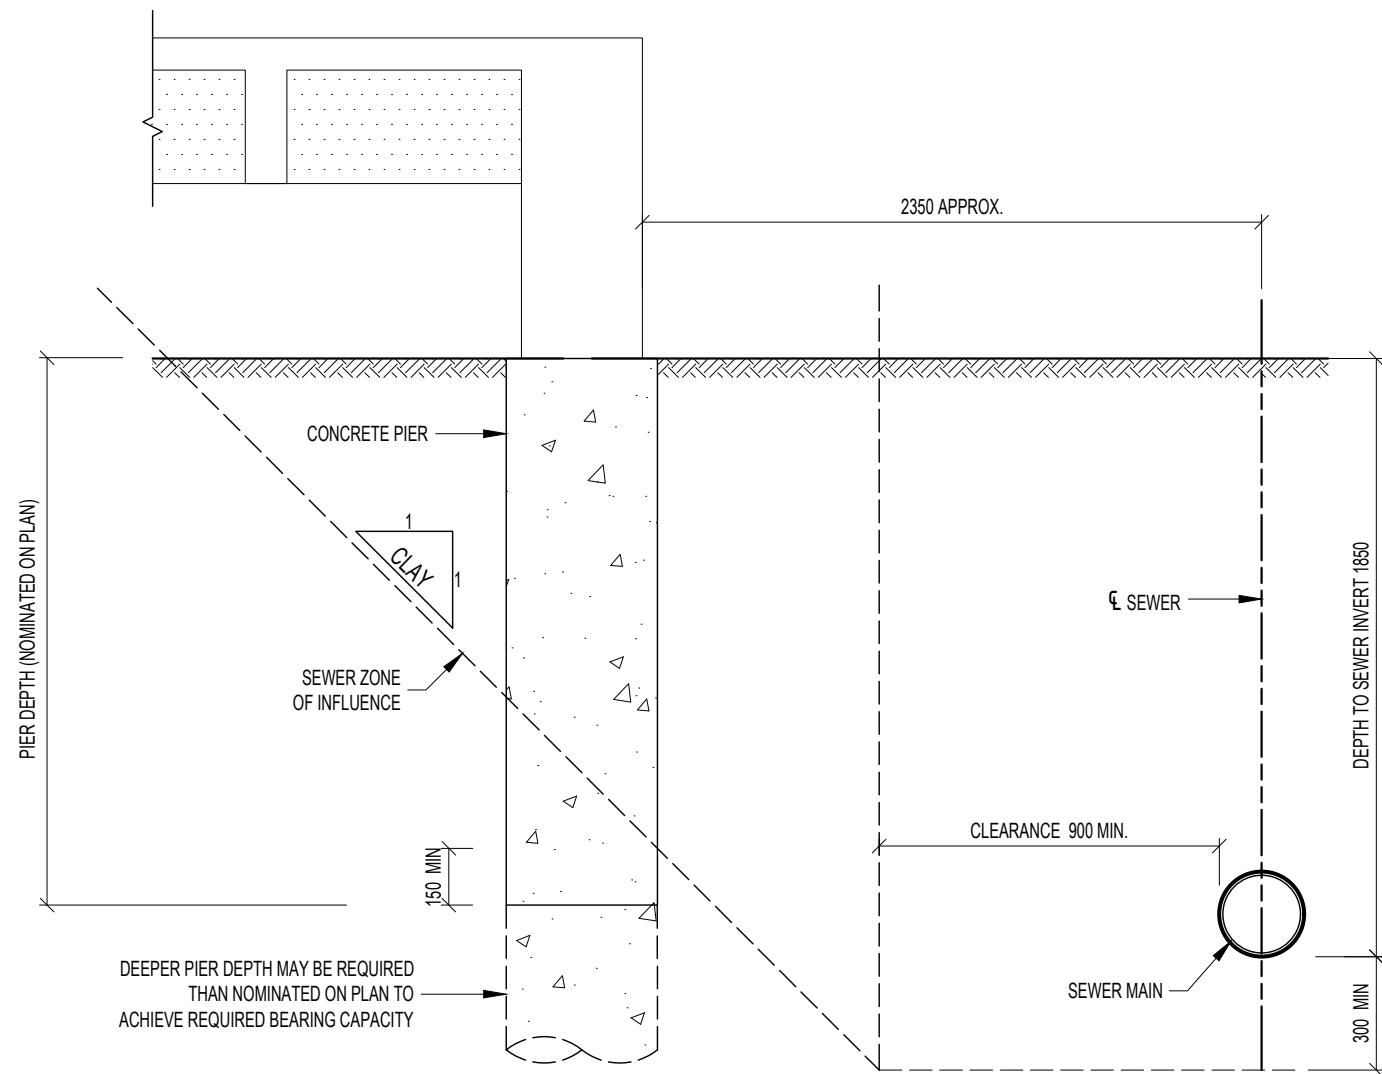 2350 APPROX.
CONCRETE PIER
1
CLAY
1
PIER DEPTH (NOMINATED ON PLAN)
SEWER ZONE
OF INFLUENCE
℄ SEWER
DEPTH TO SEWER INVERT 1850
CLEARANCE 900 MIN.
150 MIN
DEEPER PIER DEPTH MAY BE REQUIRED
THAN NOMINATED ON PLAN TO
ACHIEVE REQUIRED BEARING CAPACITY
SEWER MAIN
300 MIN